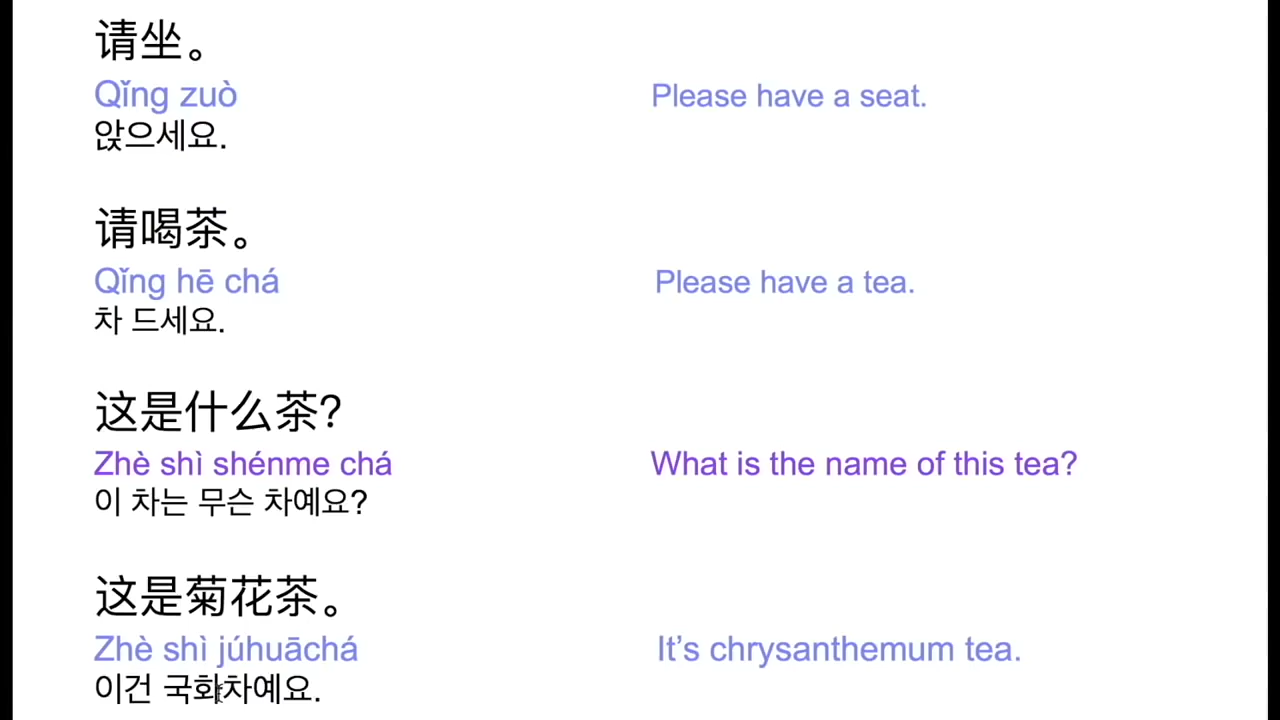 请坐。
Qǐng zuò
Please have a seat.
앉으세요.
请喝茶。
Qǐng hē chá
Please have a tea.
차 드세요.
这是什么茶?
Zhè shì shénme chá
What is the name of this tea?
이 차는 무슨 차예요?
这是菊花茶。
Zhè shì júhuāchá
It’s chrysanthemum tea.
이건 국화차예요.